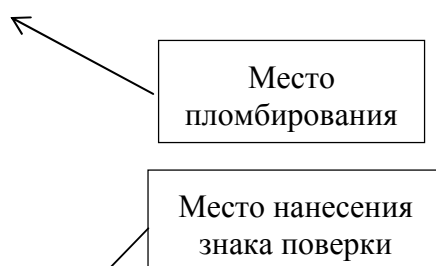 Место
пломбирования
Место нанесения
знака поверки